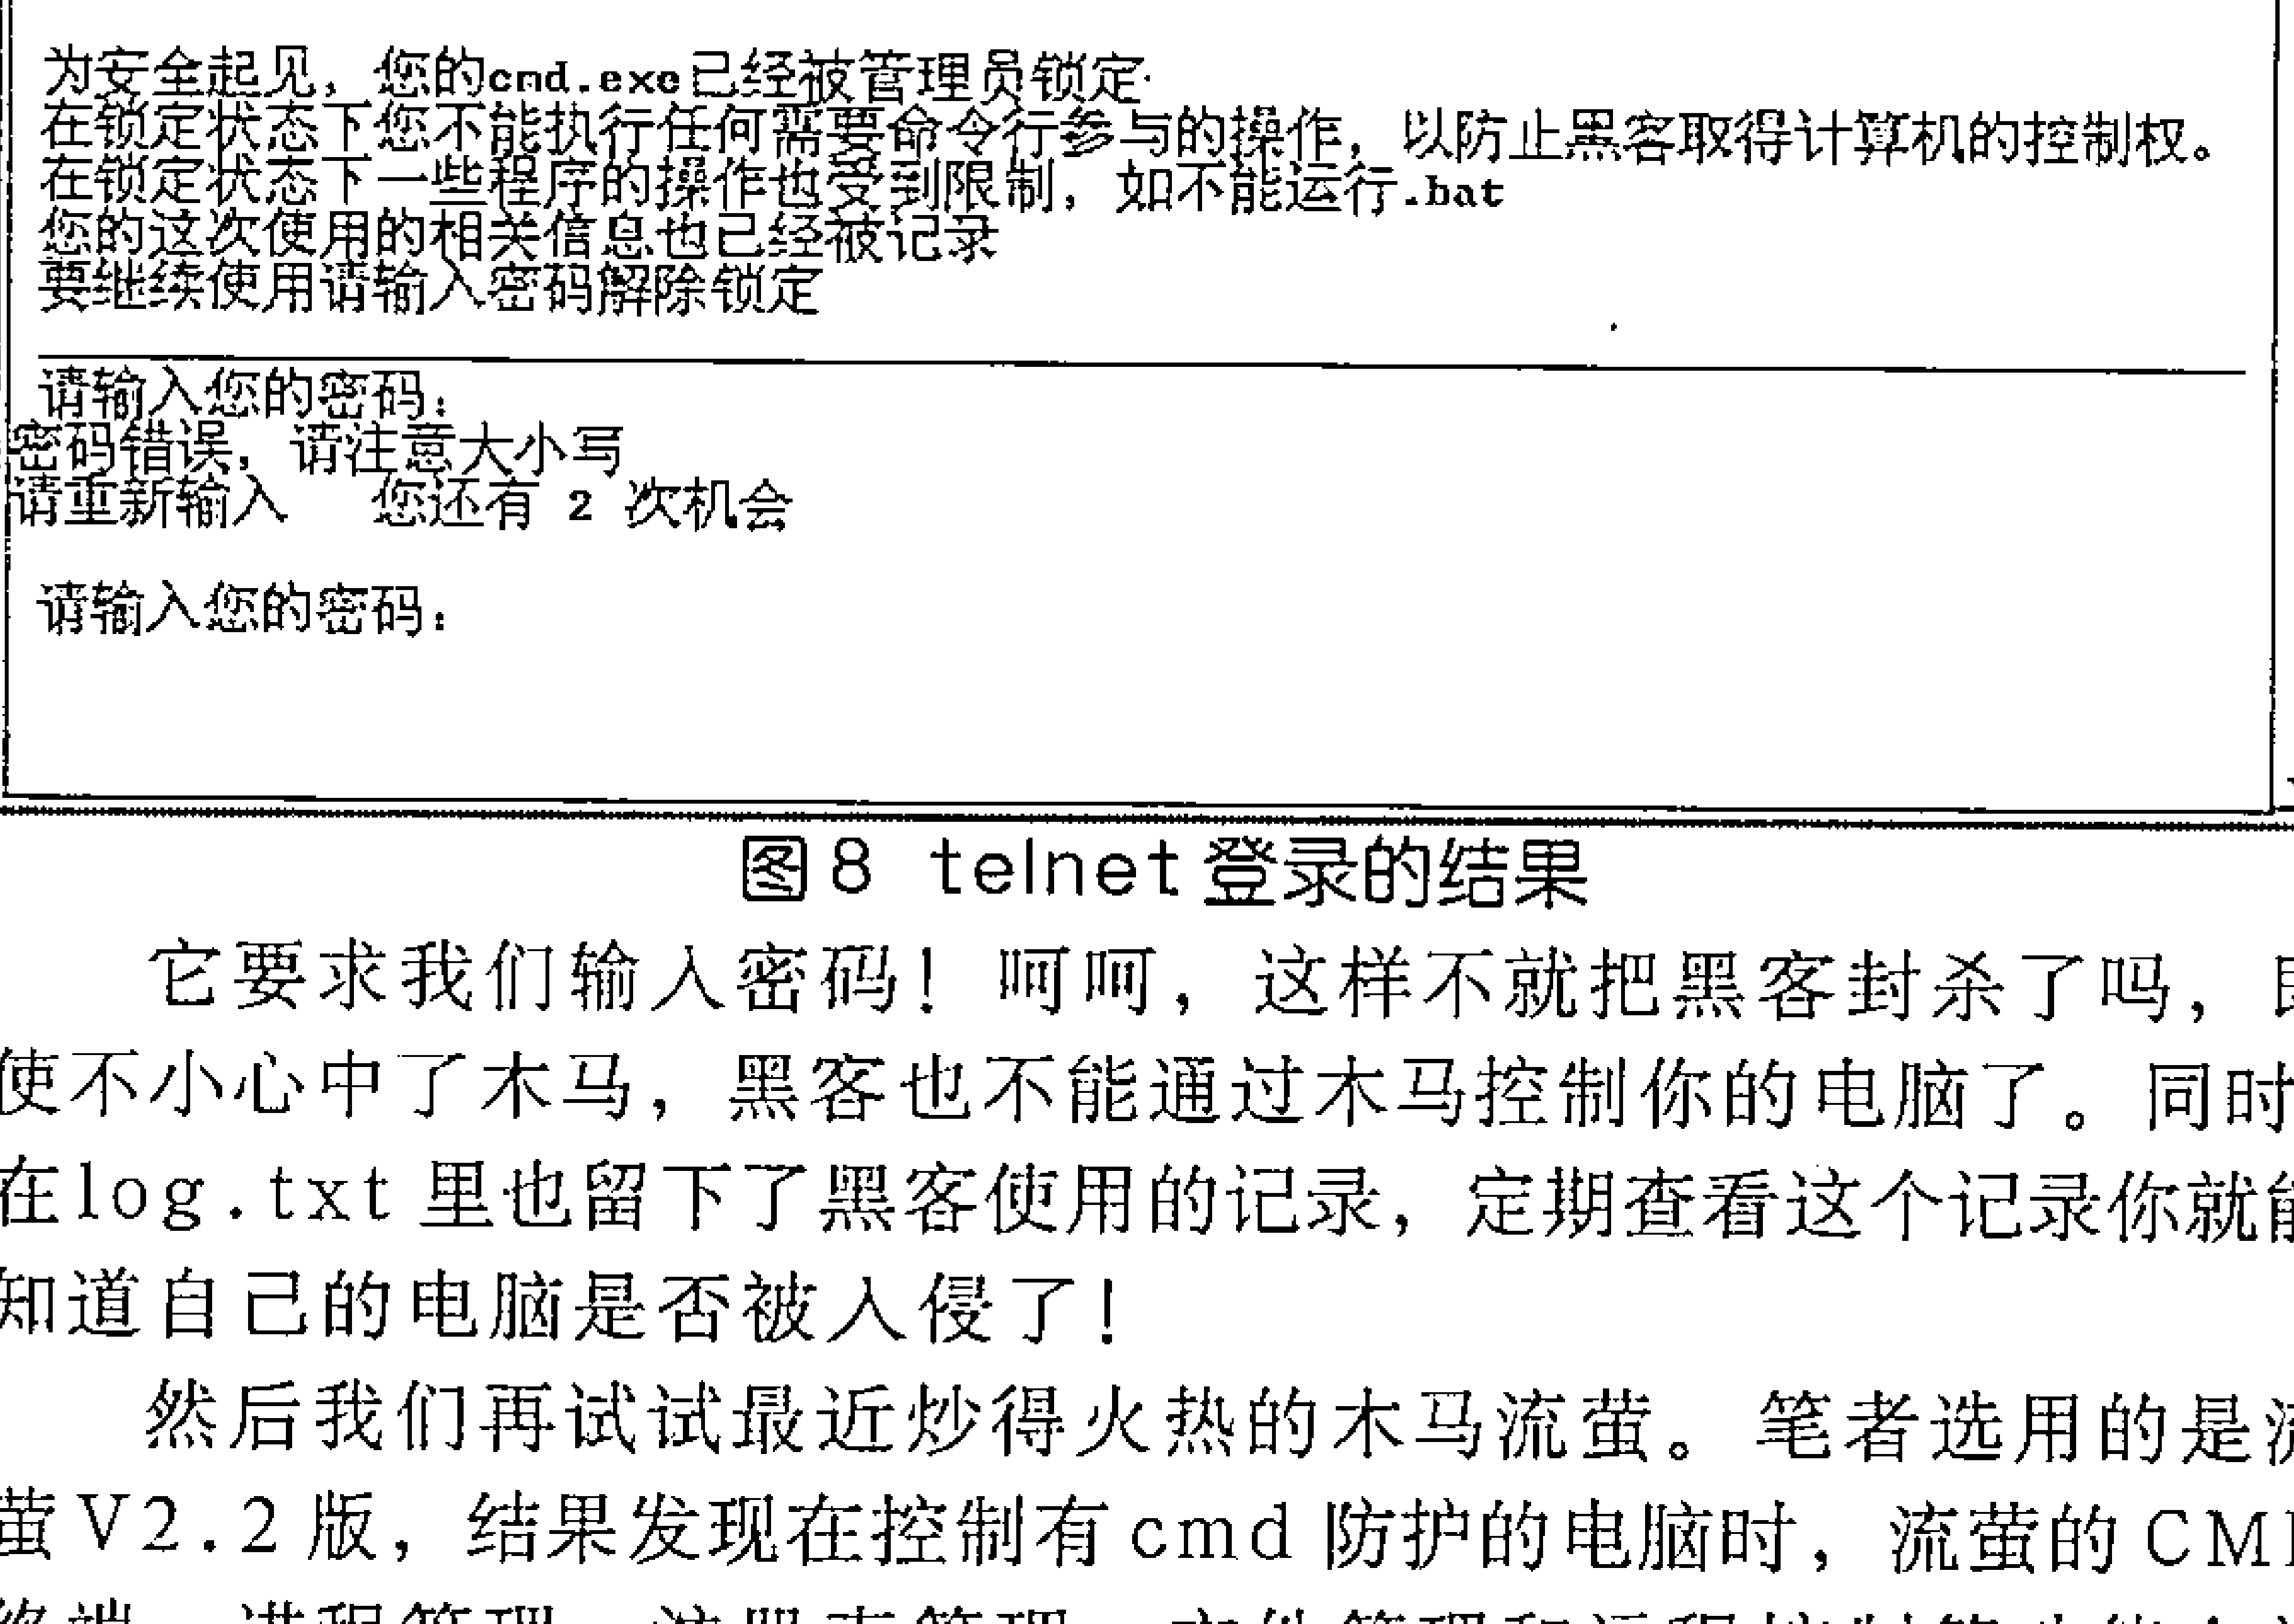 为安全起见，您的cmd.exe已经被管理员锁定
在锁定状态下您不能执行任何需要命令行参与的操作，以防止黑客取得计算机的控制权。
在锁定状态下一些程序的操作也受到限制，如不能运行.bat
您的这次使用的相关信息也已经被记录
要继续使用请输入密码解除锁定
请输入您的密码：
密码错误，请注意大小写
请重新输入 您还有 2 次机会
请输入您的密码：
图8 telnet登录的结果
它要求我们输入密码！呵呵，这样不就把黑客封杀了吗，
使不小心中了木马，黑客也不能通过木马控制你的电脑了。同时
在log.txt里也留下了黑客使用的记录，定期查看这个记录你就能
知道自己的电脑是否被入侵了！
然后我们再试试最近炒得火热的木马流萤。笔者选用的是流
萤V2.2版，结果发现在控制有cmd防护的电脑时，流萤的CM